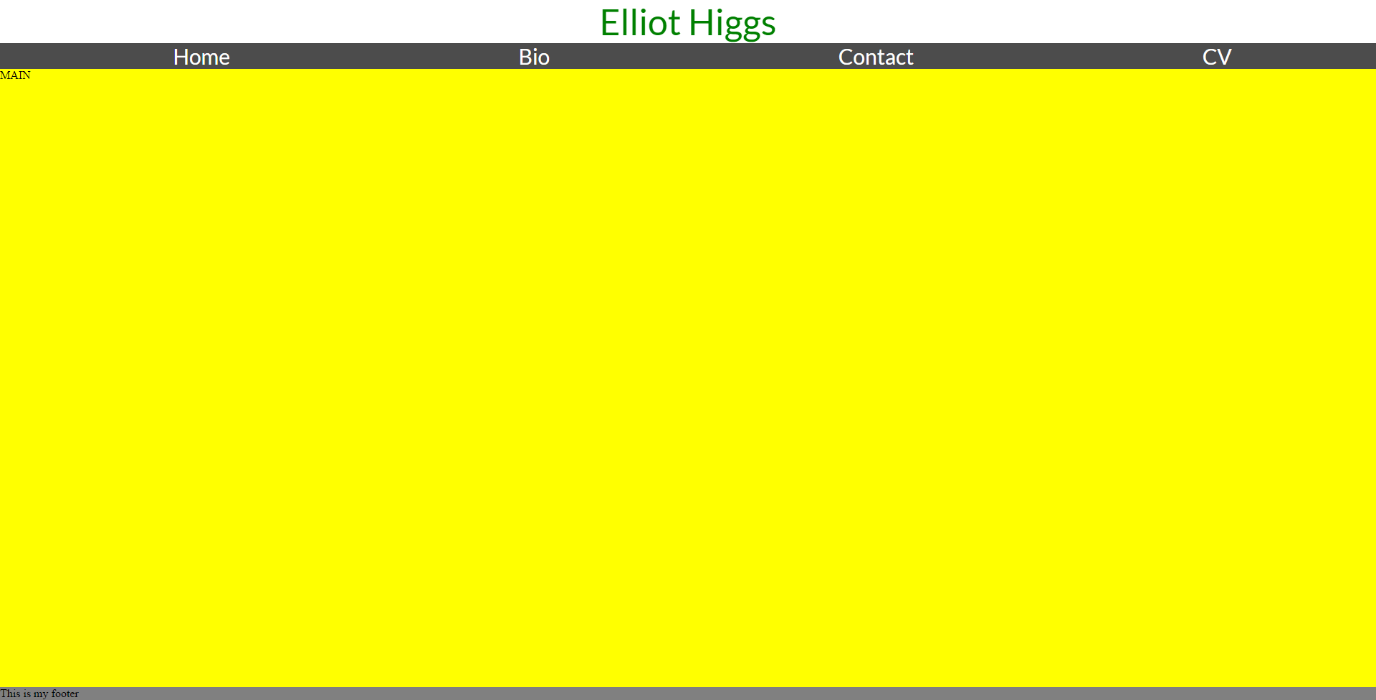 Elliot Higgs
Home Bio Contact CV
MAIN
This is my footer